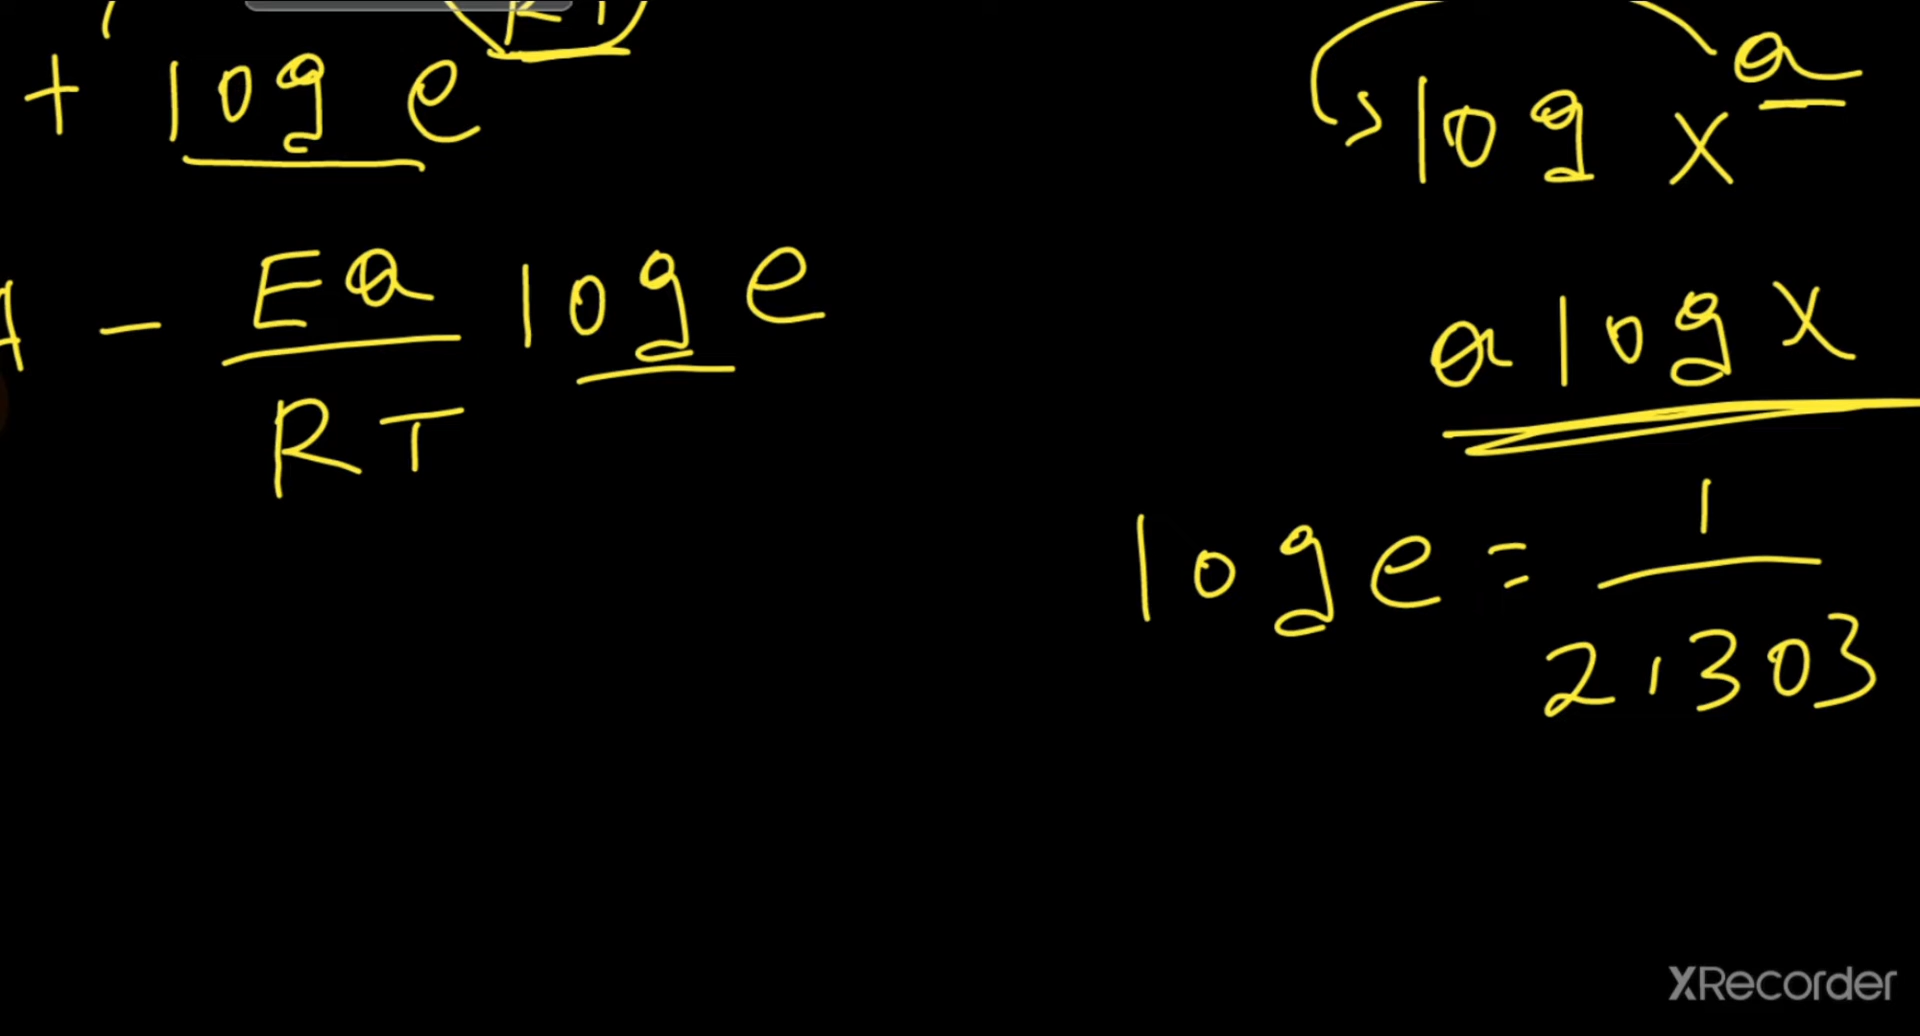 + log e
A - Ea/RT log e
log x^a
a log x
log e = 1/2.303
XRecorder